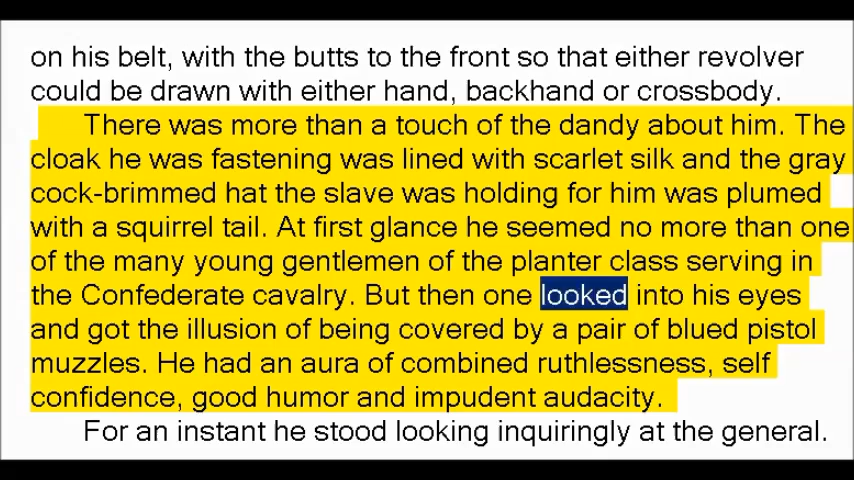 on his belt, with the butts to the front so that either revolver
could be drawn with either hand, backhand or crossbody.
There was more than a touch of the dandy about him. The
cloak he was fastening was lined with scarlet silk and the gray
cock-brimmed hat the slave was holding for him was plumed
with a squirrel tail. At first glance he seemed no more than one
of the many young gentlemen of the planter class serving in
the Confederate cavalry. But then one looked into his eyes
and got the illusion of being covered by a pair of blued pistol
muzzles. He had an aura of combined ruthlessness, self
confidence, good humor and impudent audacity.
For an instant he stood looking inquiringly at the general.